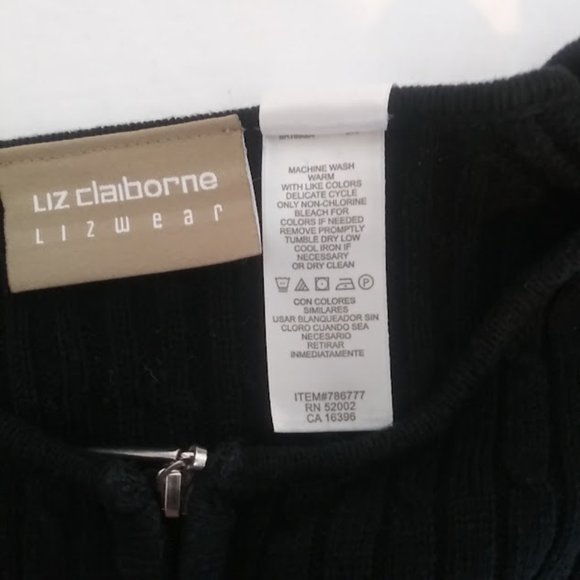 Liz claiborne
LIZwear
MACHINE WASH
WARM
WITH LIKE COLORS
DELICATE CYCLE
ONLY NON-CHLORINE
BLEACH FOR
COLORS IF NEEDED
REMOVE PROMPTLY
TUMBLE DRY LOW
COOL IRON IF
NECESSARY
OR DRY CLEAN
CON COLORES
SIMILARES
USAR BLANQUEADOR SIN
CLORO CUANDO SEA
NECESARIO
RETIRAR
INMEDIATAMENTE
ITEM#786777
RN 52002
CA 16396